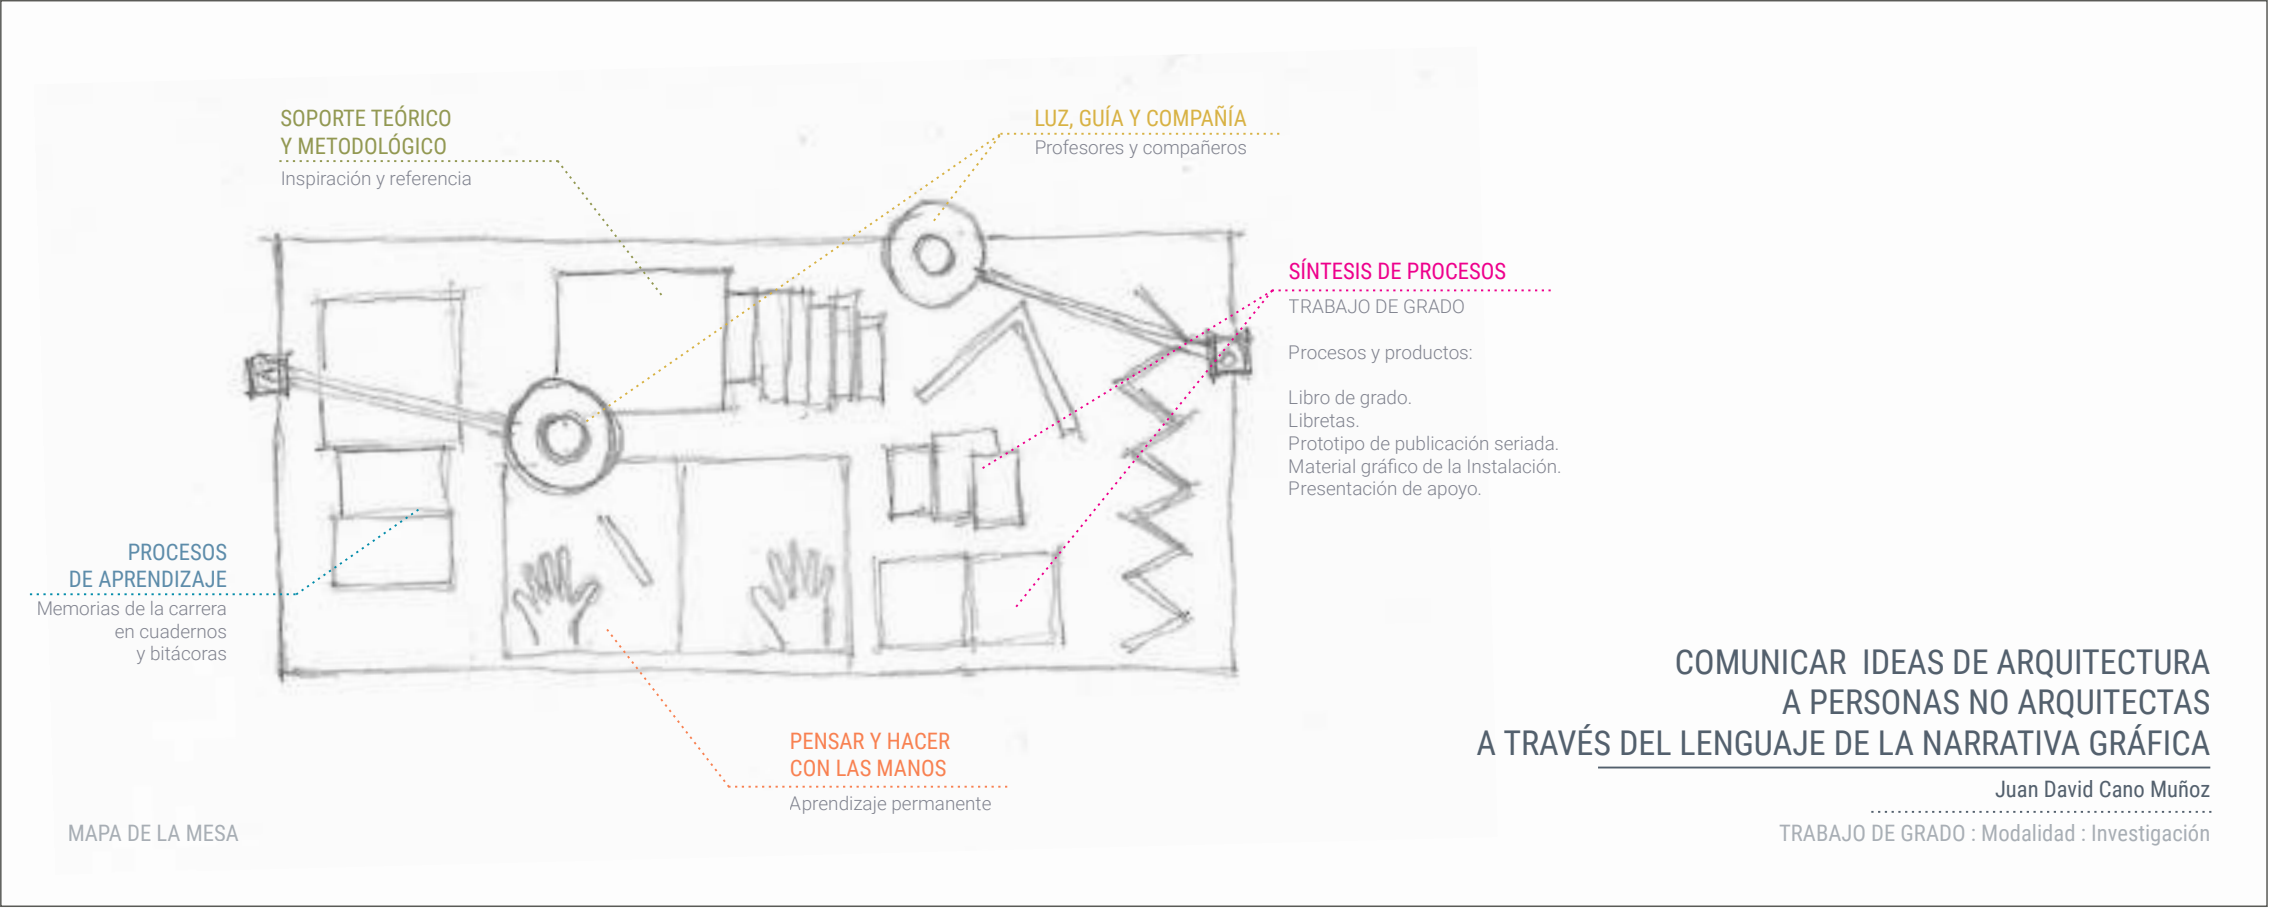 SOPORTE TEÓRICO
Y METODOLÓGICO
Inspiración y referencia
LUZ, GUÍA Y COMPAÑÍA
Profesores y compañeros
SÍNTESIS DE PROCESOS
TRABAJO DE GRADO
Procesos y productos:
Libro de grado.
Libretas.
Prototipo de publicación seriada.
Material gráfico de la Instalación.
Presentación de apoyo.
PROCESOS
DE APRENDIZAJE
Memorias de la carrera
en cuadernos
y bitácoras
PENSAR Y HACER
CON LAS MANOS
Aprendizaje permanente
MAPA DE LA MESA
COMUNICAR  IDEAS DE ARQUITECTURA
A PERSONAS NO ARQUITECTAS
A TRAVÉS DEL LENGUAJE DE LA NARRATIVA GRÁFICA
Juan David Cano Muñoz
TRABAJO DE GRADO : Modalidad : Investigación